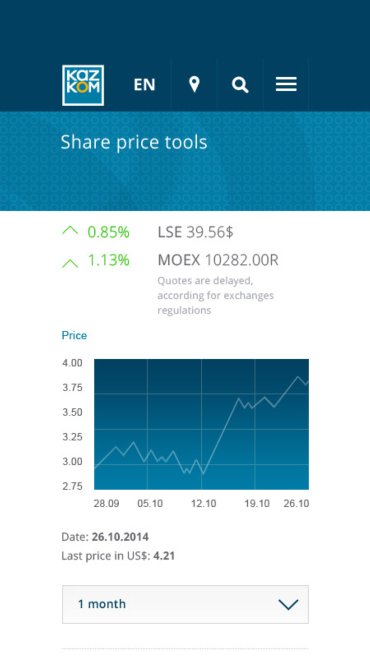 KAZ
KOM
EN
Share price tools
0.85% LSE 39.56$
1.13% MOEX 10282.00R
Quotes are delayed,
according for exchanges
regulations
Price
4.00
3.75
3.50
3.25
3.00
2.75
28.09 05.10 12.10 19.10 26.10
Date: 26.10.2014
Last price in US$: 4.21
1 month